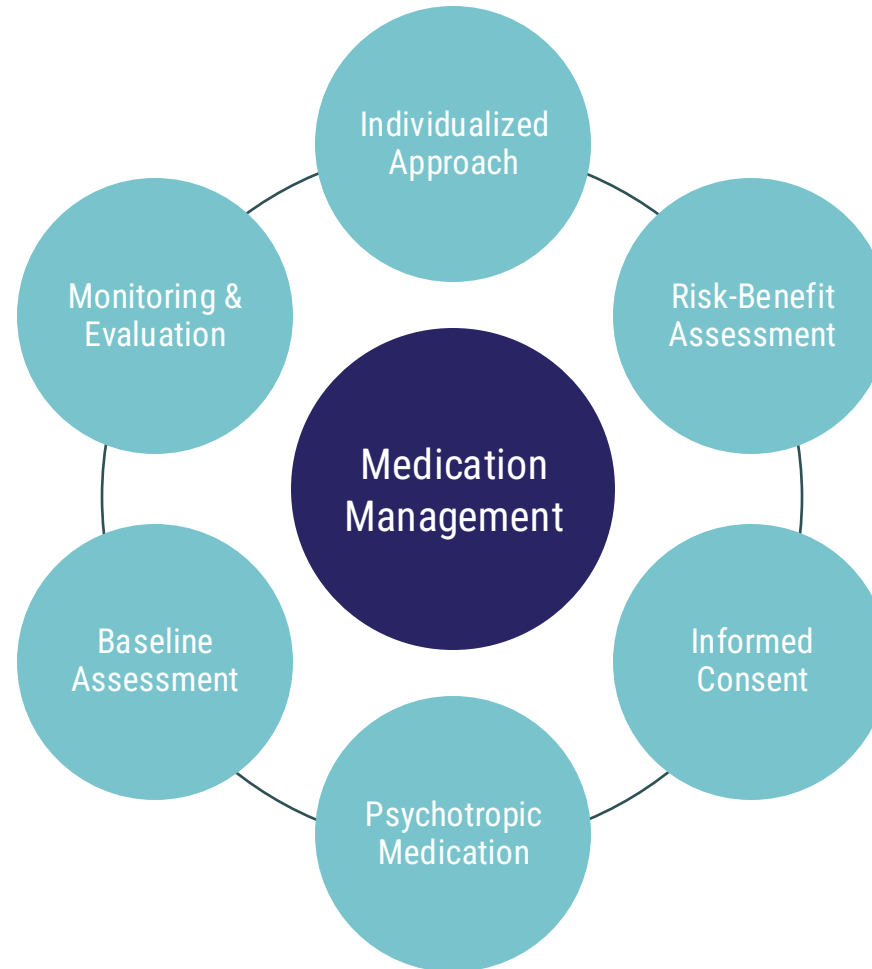 Individualized
Approach
Risk-Benefit
Assessment
Informed
Consent
Psychotropic
Medication
Baseline
Assessment
Monitoring &
Evaluation
Medication
Management